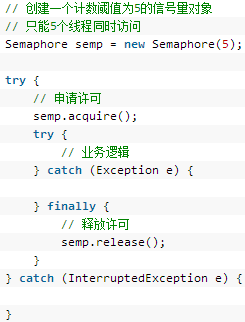 // 创建一个计数阈值为5的信号量对象
// 只能5个线程同时访问
Semaphore semp = new Semaphore(5);
try {
// 申请许可
semp.acquire();
try {
// 业务逻辑
} catch (Exception e) {
} finally {
// 释放许可
semp.release();
}
} catch (InterruptedException e) {
}